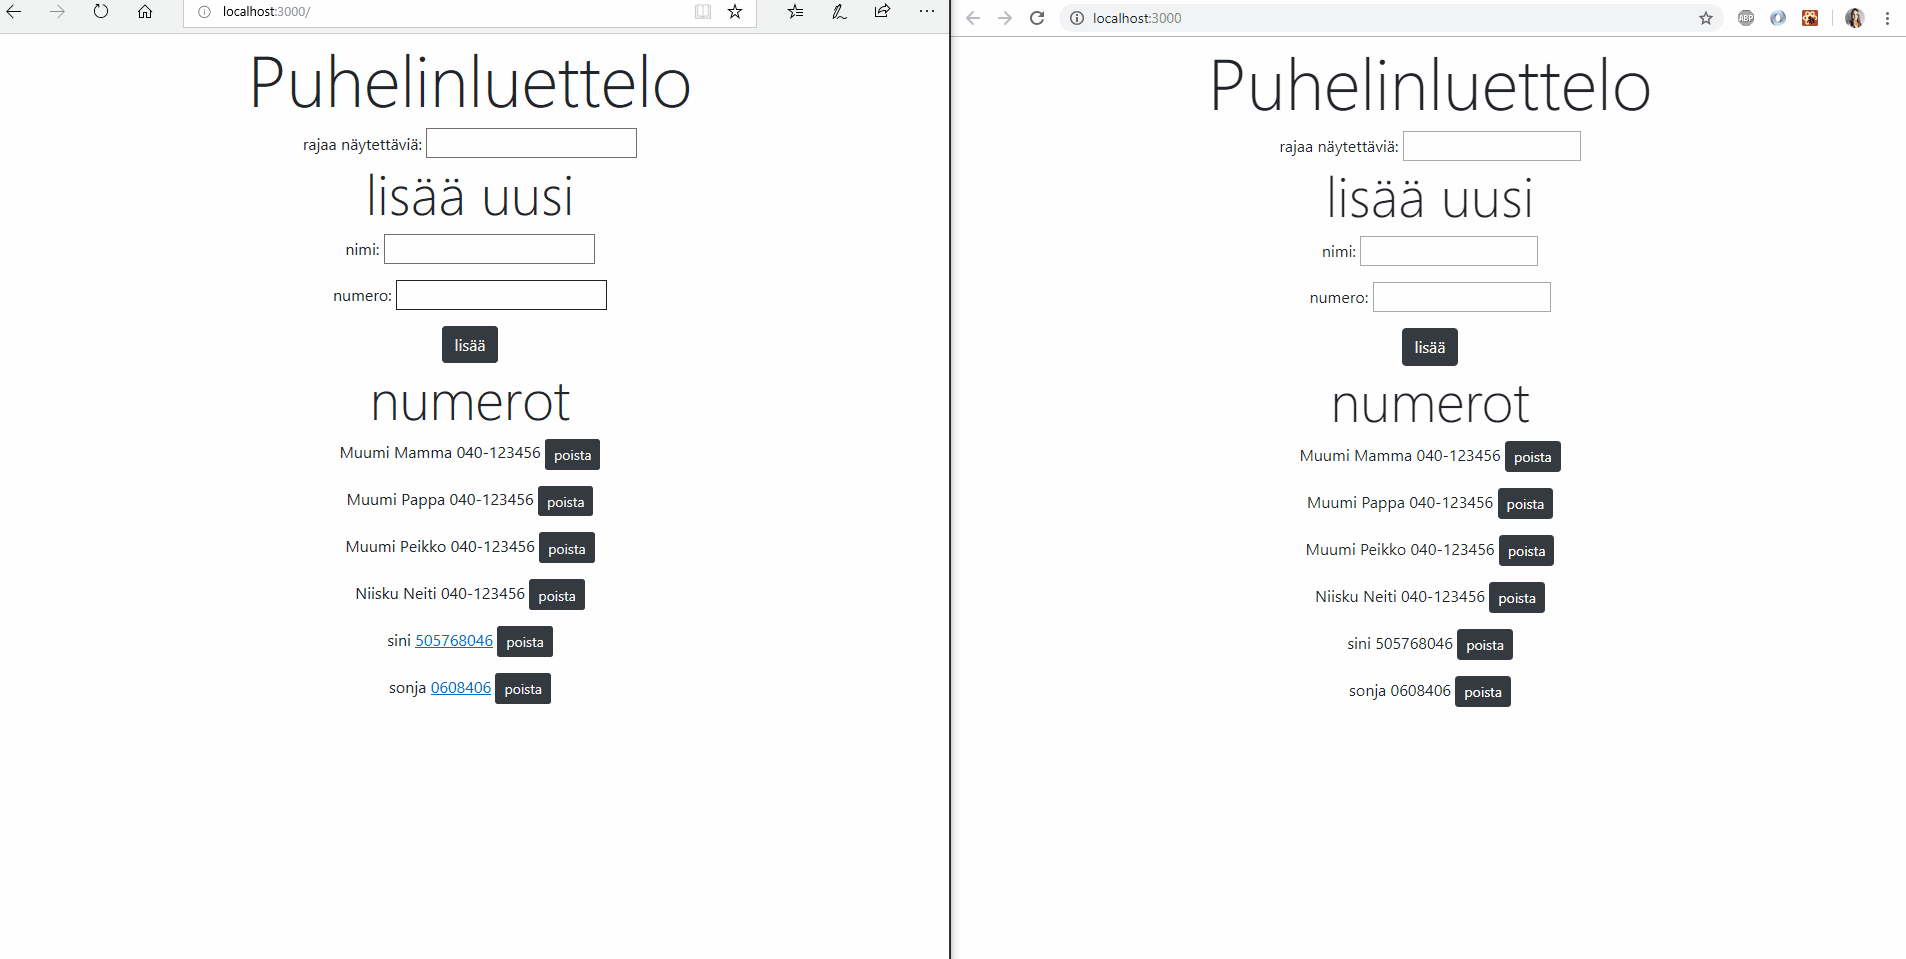 localhost:3000/
Puhelinluettelo
rajaa näytettäviä:
lisää uusi
nimi:
numero:
lisää
numerot
Muumi Mamma 040-123456 poista
Muumi Pappa 040-123456 poista
Muumi Peikko 040-123456 poista
Niisku Neiti 040-123456 poista
sini 505768046 poista
sonja 0608406 poista
localhost:3000
ABP
Puhelinluettelo
rajaa näytettäviä:
lisää uusi
nimi:
numero:
lisää
numerot
Muumi Mamma 040-123456 poista
Muumi Pappa 040-123456 poista
Muumi Peikko 040-123456 poista
Niisku Neiti 040-123456 poista
sini 505768046 poista
sonja 0608406 poista